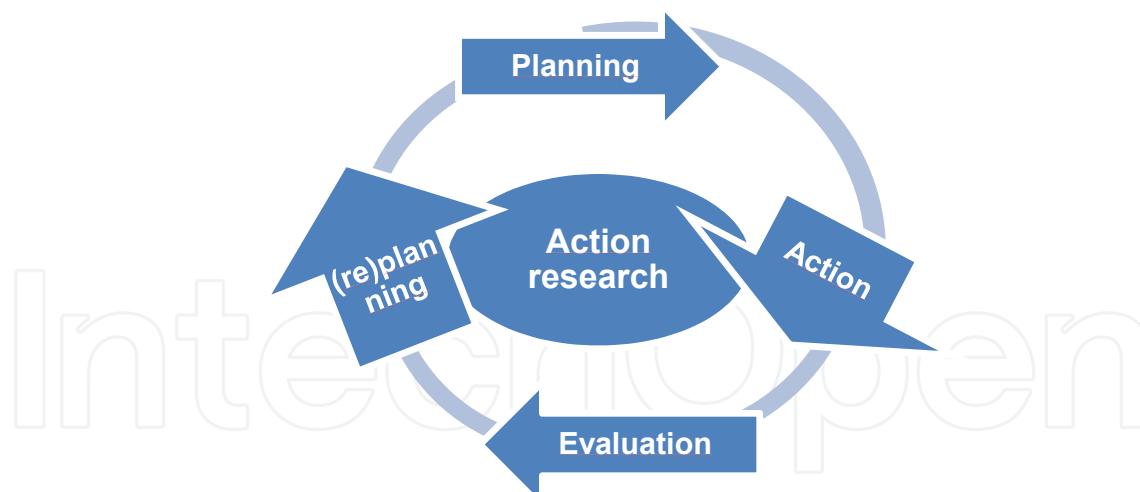 Planning
Action
research
Action
(re)plan
ning
Evaluation
IntechOpen